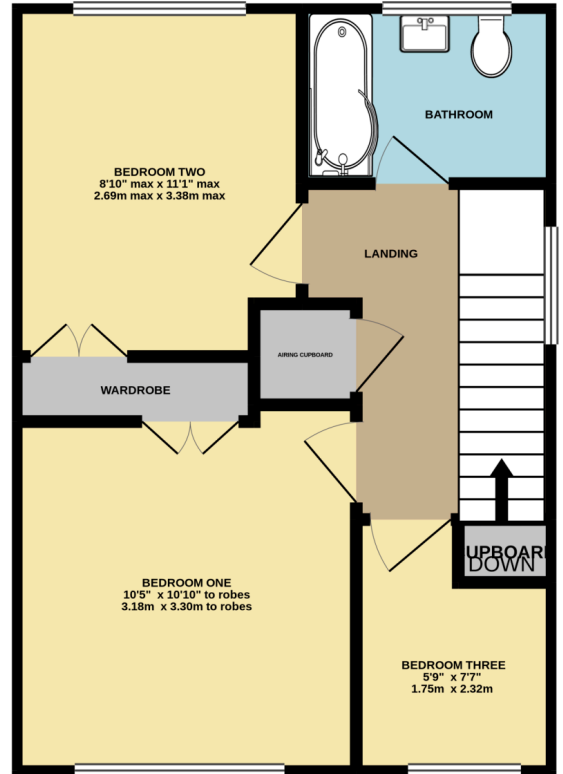 BATHROOM
BEDROOM TWO
8'10" max x 11'1" max
2.69m max x 3.38m max
LANDING
AIRING CUPBOARD
WARDROBE
UPBOAR
DOWN
BEDROOM ONE
10'5" x 10'10" to robes
3.18m x 3.30m to robes
BEDROOM THREE
5'9" x 7'7"
1.75m x 2.32m